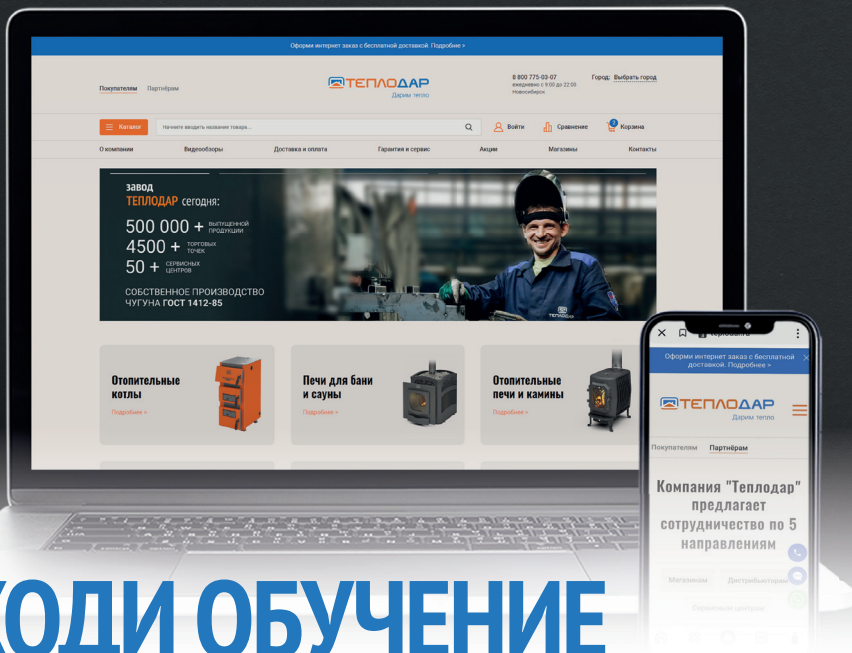 Оформи интернет заказ с бесплатной доставкой. Подробнее >
Покупателям Партнёрам
ТЕПЛОДАР
Дарим тепло
8 800 775-03-07
ежедневно с 9:00 до 22:00
Новосибирск
Город: Выбрать город
Каталог
Начните вводить название товара...
Войти
Сравнение
Корзина
О компании Видеообзоры Доставка и оплата Гарантия и сервис Акции Магазины Контакты
завод
ТЕПЛОДАР сегодня:
500 000 + ВЫПУЩЕННОЙ
ПРОДУКЦИИ
4500 + ТОРГОВЫХ
ТОЧЕК
50 + СЕРВИСНЫХ
ЦЕНТРОВ
СОБСТВЕННОЕ ПРОИЗВОДСТВО
ЧУГУНА ГОСТ 1412-85
ТЕПЛОДАР
Отопительные
котлы
Подробнее >
Печи для бани
и сауны
Подробнее >
Отопительные
печи и камины
Подробнее >
Оформи интернет заказ с бесплатной
доставкой. Подробнее >
ТЕПЛОДАР
Дарим тепло
Покупателям Партнёрам
Компания "Теплодар"
предлагает
сотрудничество по 5
направлениям
Магазинам Дистрибьюторам
Сервисным центрам
ХОДИ ОБУЧЕНИЕ